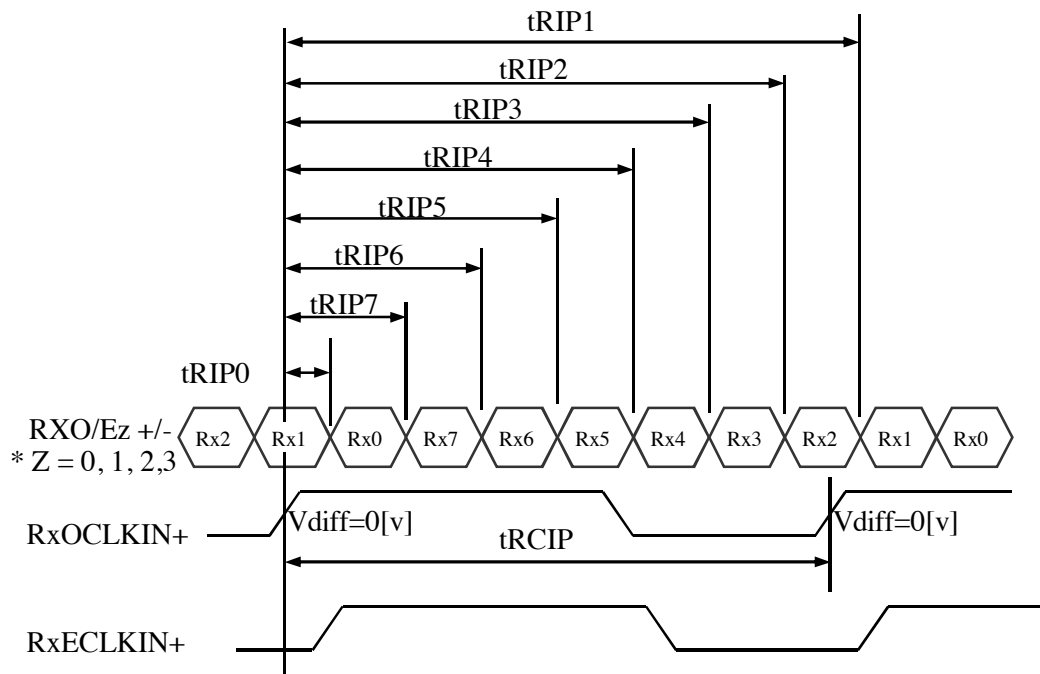 tRIP1
tRIP2
tRIP3
tRIP4
tRIP5
tRIP6
tRIP7
tRIP0
RXO/Ez +/-
* Z = 0, 1, 2,3
Rx2 Rx1 Rx0 Rx7 Rx6 Rx5 Rx4 Rx3 Rx2 Rx1 Rx0
RxOCLKIN+
Vdiff=0[v] Vdiff=0[v]
tRCIP
RxECLKIN+